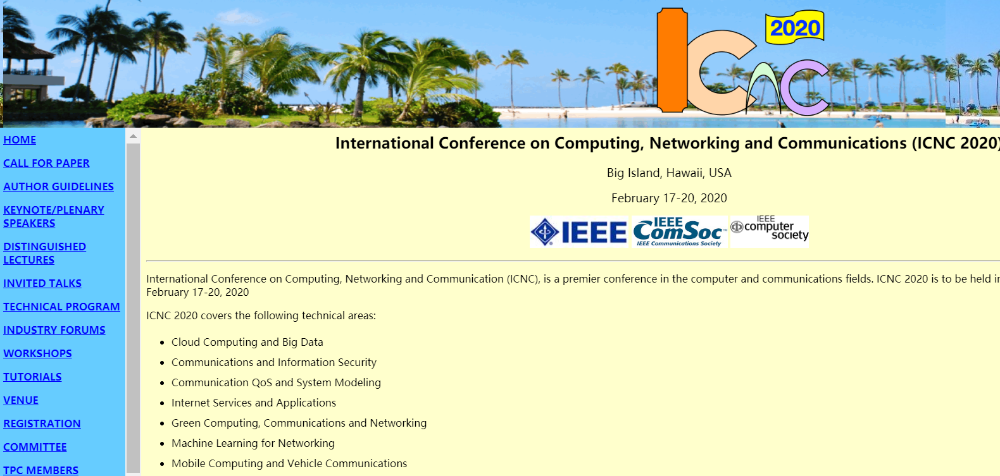 ICNC
2020
HOME
CALL FOR PAPER
AUTHOR GUIDELINES
KEYNOTE/PLENARY
SPEAKERS
DISTINGUISHED
LECTURES
INVITED TALKS
TECHNICAL PROGRAM
INDUSTRY FORUMS
WORKSHOPS
TUTORIALS
VENUE
REGISTRATION
COMMITTEE
TPC MEMBERS
International Conference on Computing, Networking and Communications (ICNC 2020)
Big Island, Hawaii, USA
February 17-20, 2020
IEEE
IEEE
ComSoc™
IEEE Communications Society
IEEE
computer
society
International Conference on Computing, Networking and Communication (ICNC), is a premier conference in the computer and communications fields. ICNC 2020 is to be held
February 17-20, 2020
ICNC 2020 covers the following technical areas:
• Cloud Computing and Big Data
• Communications and Information Security
• Communication QoS and System Modeling
• Internet Services and Applications
• Green Computing, Communications and Networking
• Machine Learning for Networking
• Mobile Computing and Vehicle Communications